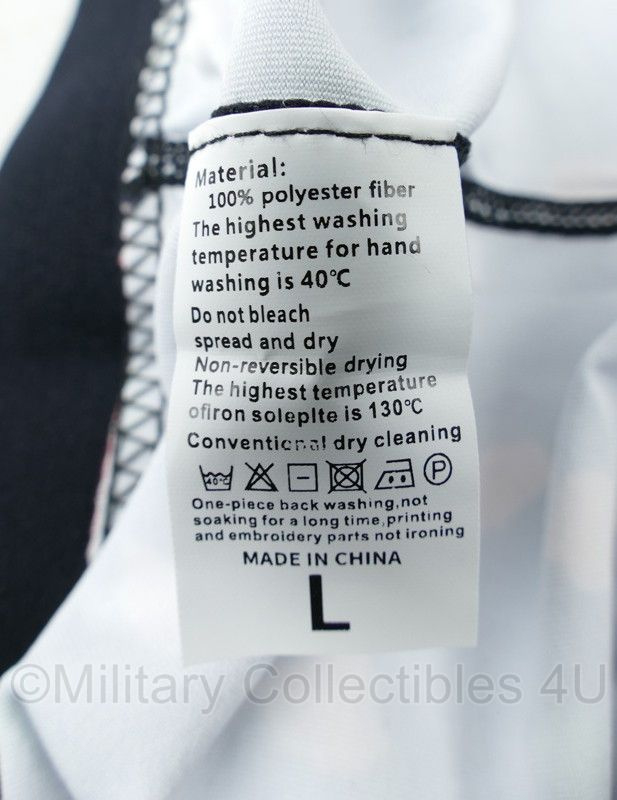 Material:
100% polyester fiber
The highest washing
temperature for hand
washing is 40℃
Do not bleach
spread and dry
Non-reversible drying
The highest temperature
ofiron soleplte is 130℃
Conventional dry cleaning
40℃ P
One-piece back washing,not
soaking for a long time,printing
and embroidery parts not ironing
MADE IN CHINA
L
©Military Collectibles 4U